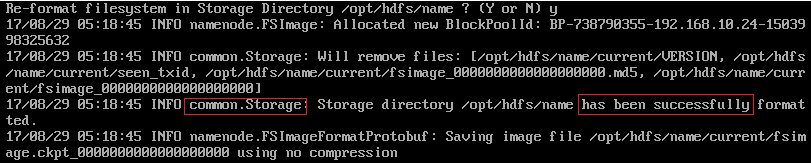 Re-format filesystem in Storage Directory /opt/hdfs/name ? (Y or N) y
17/08/29 05:18:45 INFO namenode.FSImage: Allocated new BlockPoolId: BP-738790355-192.168.10.24-15039
98325632
17/08/29 05:18:45 INFO common.Storage: Will remove files: [/opt/hdfs/name/current/VERSION, /opt/hdfs
/name/current/seen_txid, /opt/hdfs/name/current/fsimage_0000000000000000000.md5, /opt/hdfs/name/curr
ent/fsimage_0000000000000000000]
17/08/29 05:18:45 INFO common.Storage: Storage directory /opt/hdfs/name has been successfully format
ted.
17/08/29 05:18:45 INFO namenode.FSImageFormatProtobuf: Saving image file /opt/hdfs/name/current/fsim
age.ckpt_0000000000000000000 using no compression